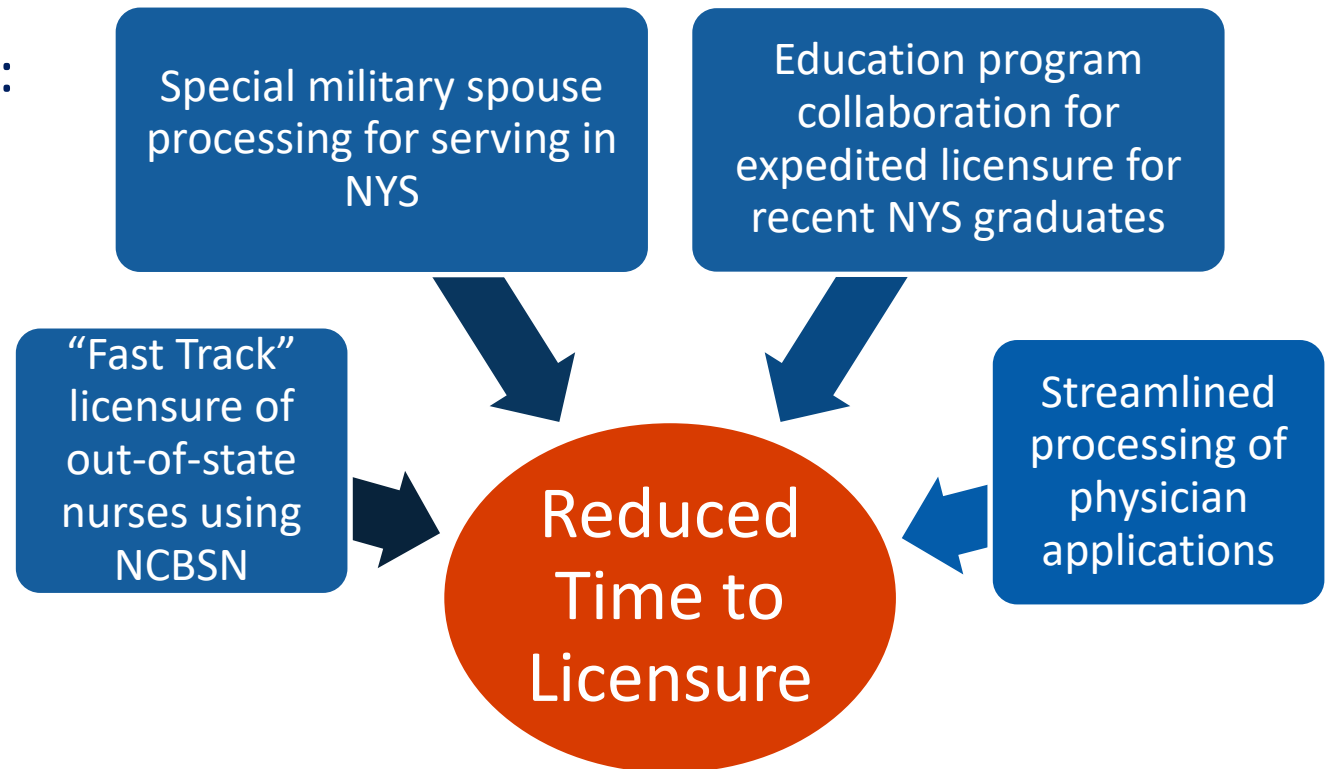 :
Special military spouse
processing for serving in
NYS
Education program
collaboration for
expedited licensure for
recent NYS graduates
“Fast Track”
licensure of
out-of-state
nurses using
NCBSN
Streamlined
processing of
physician
applications
Reduced
Time to
Licensure